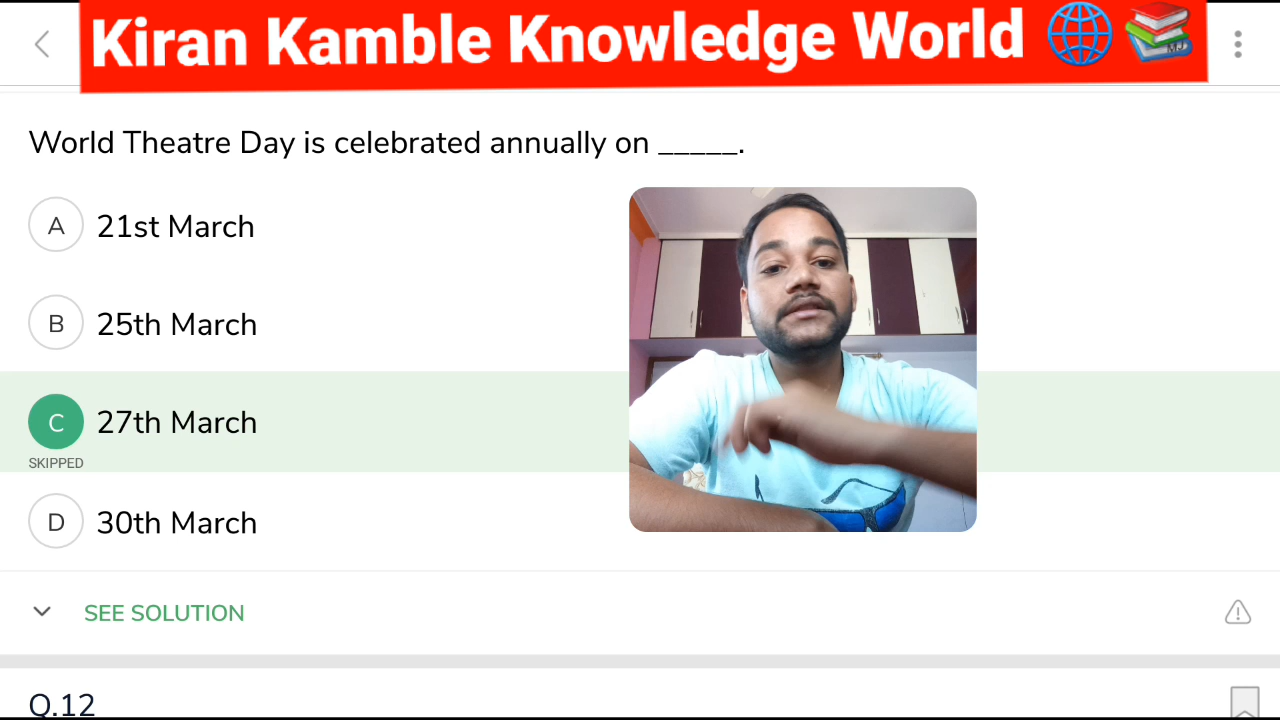 Kiran Kamble Knowledge World
MJ
World Theatre Day is celebrated annually on _____.
A 21st March
B 25th March
C 27th March
SKIPPED
D 30th March
SEE SOLUTION
Q.12